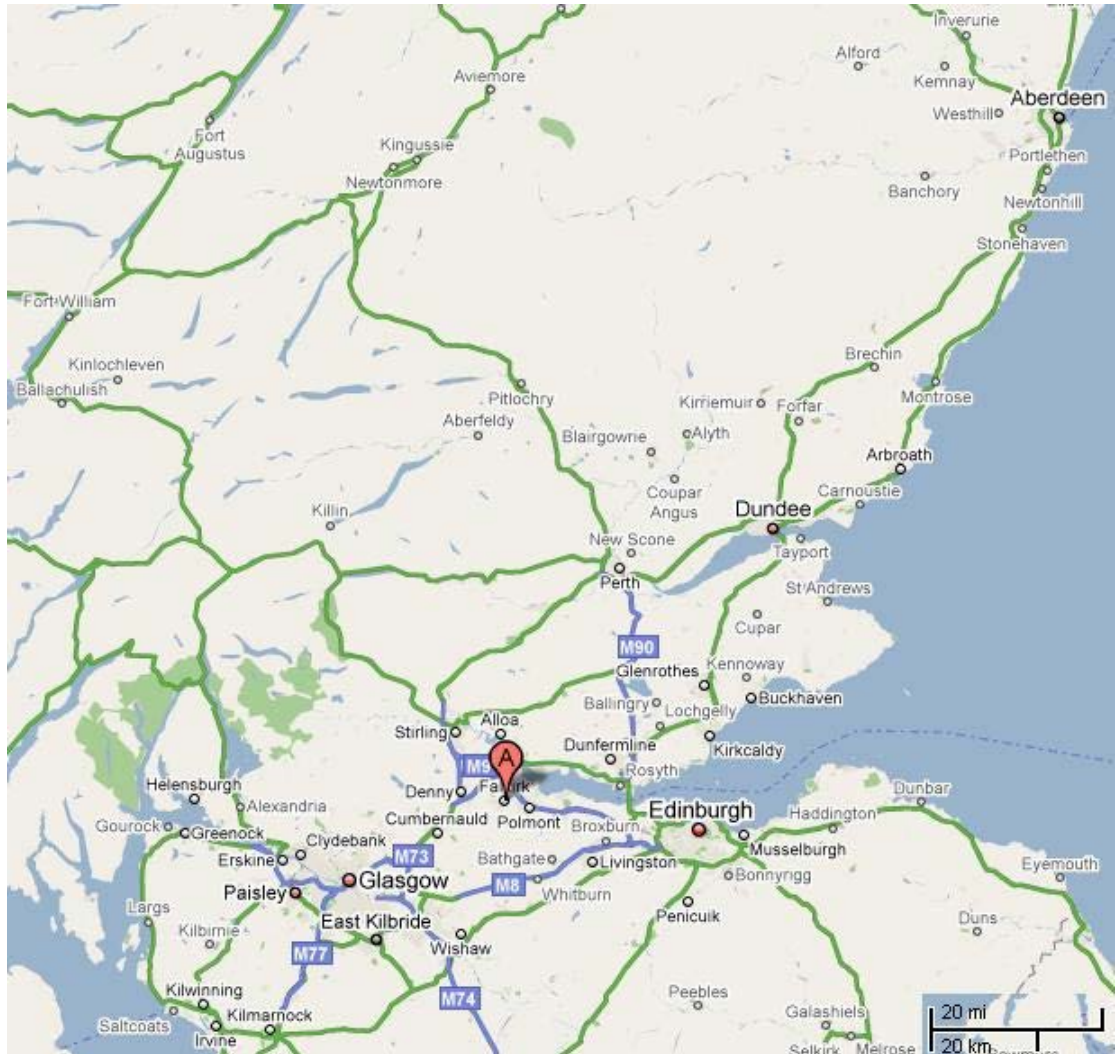 Inverurie
Alford
Kemnay
Aviemore
Aberdeen
Westhill
Fort
Augustus
Kingussie
Newtonmore
Portlethen
Banchory
Newtonhill
Stonehaven
Fort William
Kinlochleven
Brechin
Ballachulish
Pitlochry
Montrose
Kirriemuir
Forfar
Aberfeldy
Blairgowrie
Alyth
Arbroath
Coupar
Angus
Carnoustie
Killin
Dundee
New Scone
Tayport
Perth
St Andrews
Cupar
M90
Glenrothes
Kennoway
Buckhaven
Ballingry
Lochgelly
Stirling
Alloa
Dunfermline
Kirkcaldy
A
Rosyth
Helensburgh
Denny
Alexandria
Polmont
Edinburgh
Dunbar
Haddington
Gourock
Greenock
Cumbernauld
Broxburn
Musselburgh
Clydebank
M73
Bathgate
Livingston
Erskine
Bonnyrigg
Eyemouth
Glasgow
M8
Paisley
Whitburn
Penicuik
Largs
East Kilbride
Duns
Kilbirnie
M77
Wishaw
Kilwinning
M74
Peebles
Saltcoats
Irvine
Kilmarnock
Galashiels
20 mi
Selkirk
Melrose
20 km